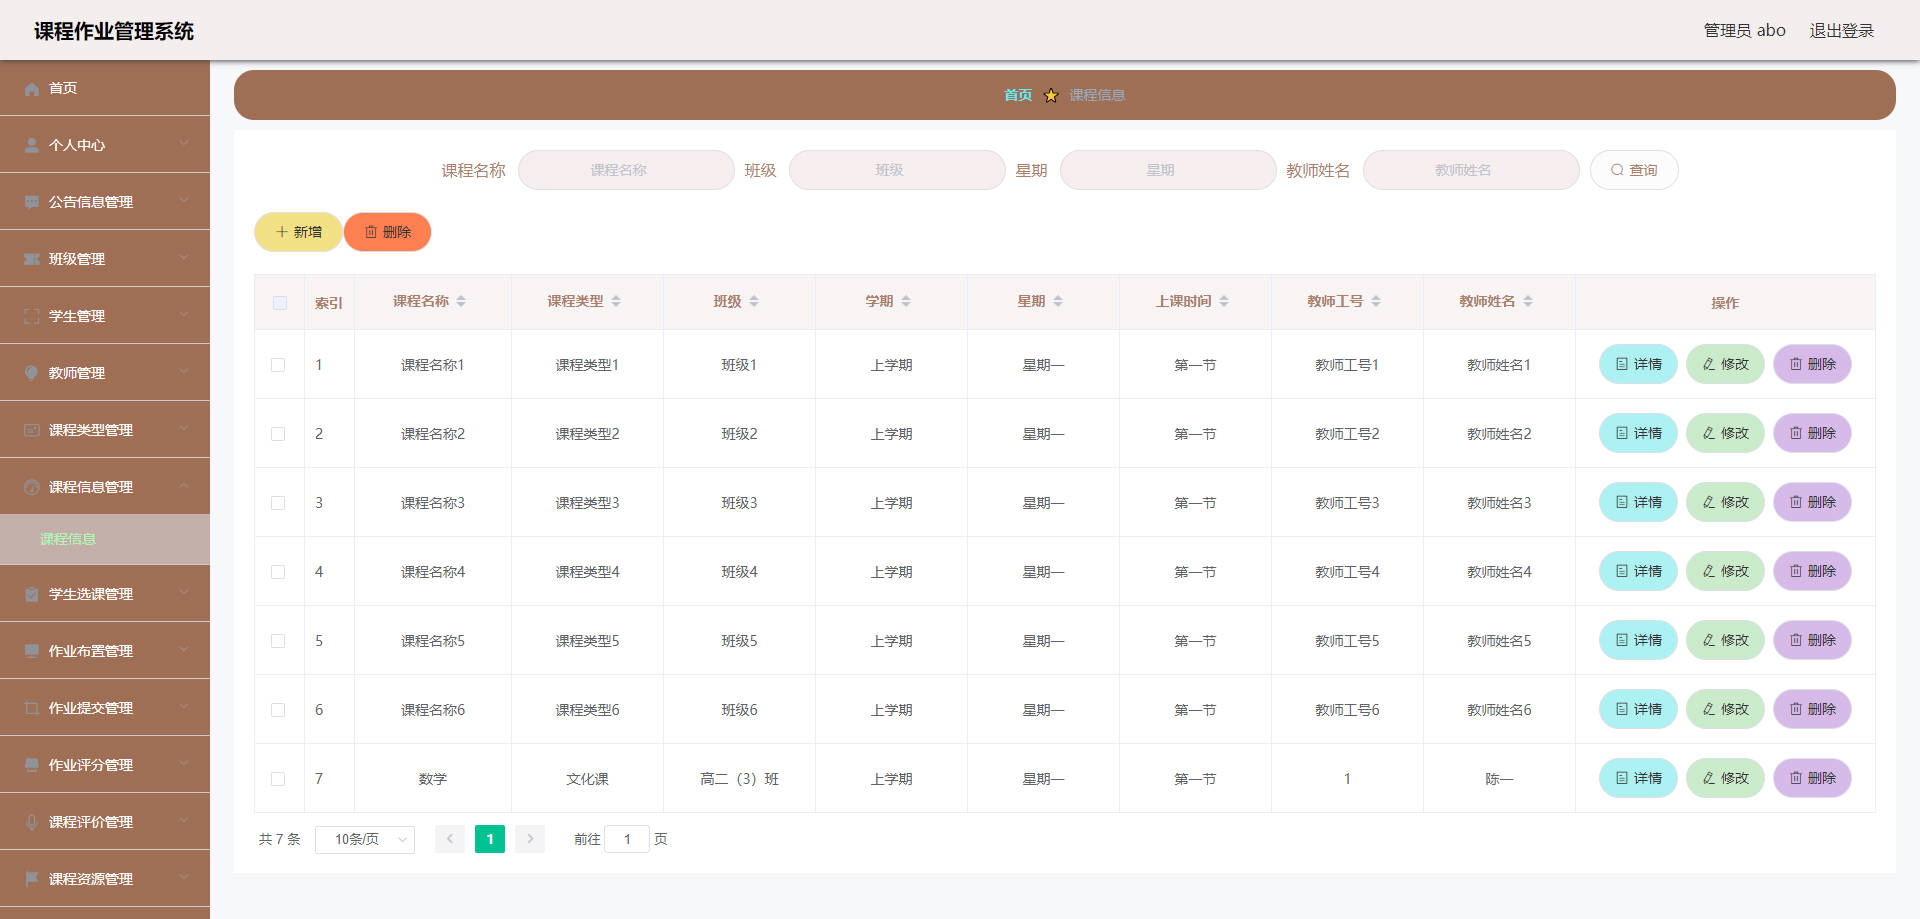 课程作业管理系统
管理员 abo
退出登录
首页
个人中心
公告信息管理
班级管理
学生管理
教师管理
课程类型管理
课程信息管理
课程信息
学生选课管理
作业布置管理
作业提交管理
作业评分管理
课程评价管理
课程资源管理
首页 课程信息
课程名称 课程名称 班级 班级 星期 星期 教师姓名 教师姓名 查询
新增 删除
索引 课程名称 课程类型 班级 学期 星期 上课时间 教师工号 教师姓名 操作
1 课程名称1 课程类型1 班级1 上学期 星期一 第一节 教师工号1 教师姓名1 详情 修改 删除
2 课程名称2 课程类型2 班级2 上学期 星期一 第一节 教师工号2 教师姓名2 详情 修改 删除
3 课程名称3 课程类型3 班级3 上学期 星期一 第一节 教师工号3 教师姓名3 详情 修改 删除
4 课程名称4 课程类型4 班级4 上学期 星期一 第一节 教师工号4 教师姓名4 详情 修改 删除
5 课程名称5 课程类型5 班级5 上学期 星期一 第一节 教师工号5 教师姓名5 详情 修改 删除
6 课程名称6 课程类型6 班级6 上学期 星期一 第一节 教师工号6 教师姓名6 详情 修改 删除
7 数学 文化课 高二（3）班 上学期 星期一 第一节 1 陈一 详情 修改 删除
共 7 条 10条/页 1 前往 1 页